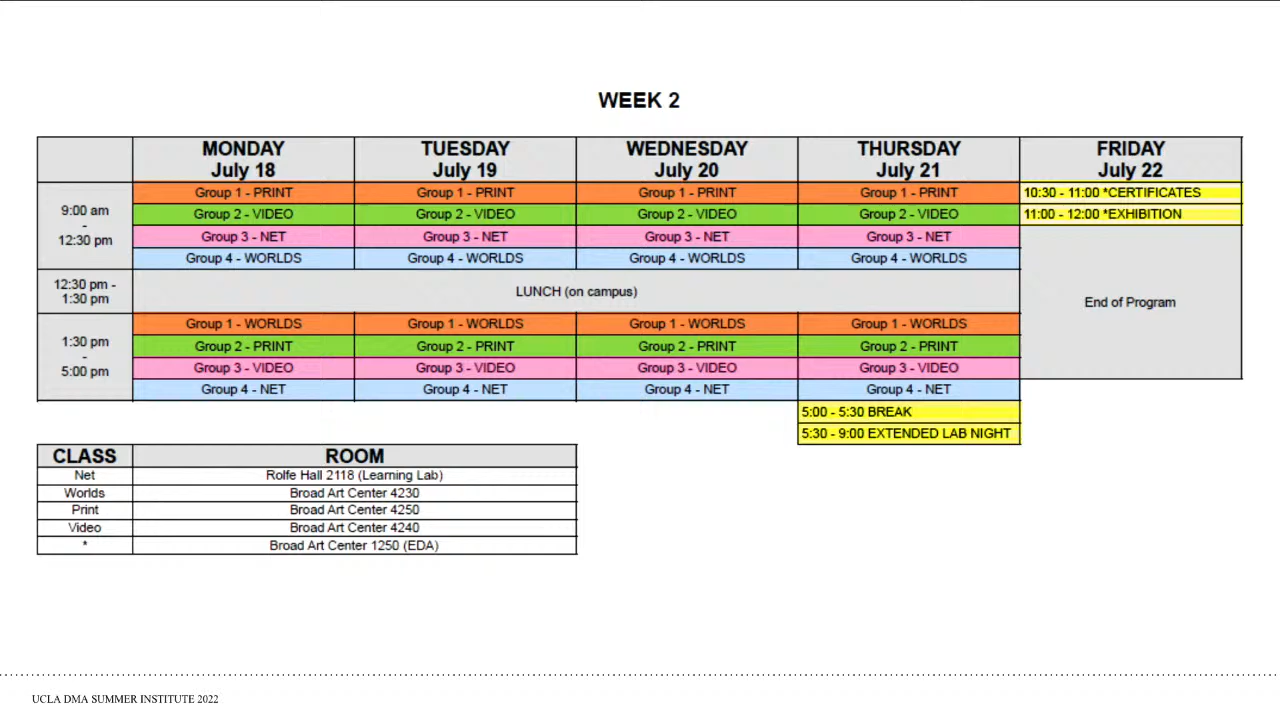 WEEK 2
MONDAY TUESDAY WEDNESDAY THURSDAY FRIDAY
July 18 July 19 July 20 July 21 July 22
9:00 am
-
12:30 pm
Group 1 - PRINT Group 1 - PRINT Group 1 - PRINT Group 1 - PRINT 10:30 - 11:00 *CERTIFICATES
Group 2 - VIDEO Group 2 - VIDEO Group 2 - VIDEO Group 2 - VIDEO 11:00 - 12:00 *EXHIBITION
Group 3 - NET Group 3 - NET Group 3 - NET Group 3 - NET
Group 4 - WORLDS Group 4 - WORLDS Group 4 - WORLDS Group 4 - WORLDS
12:30 pm -
1:30 pm
LUNCH (on campus)
End of Program
1:30 pm
-
5:00 pm
Group 1 - WORLDS Group 1 - WORLDS Group 1 - WORLDS Group 1 - WORLDS
Group 2 - PRINT Group 2 - PRINT Group 2 - PRINT Group 2 - PRINT
Group 3 - VIDEO Group 3 - VIDEO Group 3 - VIDEO Group 3 - VIDEO
Group 4 - NET Group 4 - NET Group 4 - NET Group 4 - NET
5:00 - 5:30 BREAK
5:30 - 9:00 EXTENDED LAB NIGHT
CLASS ROOM
Net Rolfe Hall 2118 (Learning Lab)
Worlds Broad Art Center 4230
Print Broad Art Center 4250
Video Broad Art Center 4240
* Broad Art Center 1250 (EDA)
UCLA DMA SUMMER INSTITUTE 2022